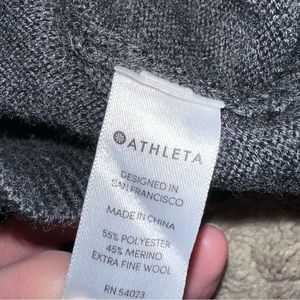 ATHLETA
DESIGNED IN
SAN FRANCISCO
MADE IN CHINA
55% POLYESTER
45% MERINO
EXTRA FINE WOOL
RN 54023